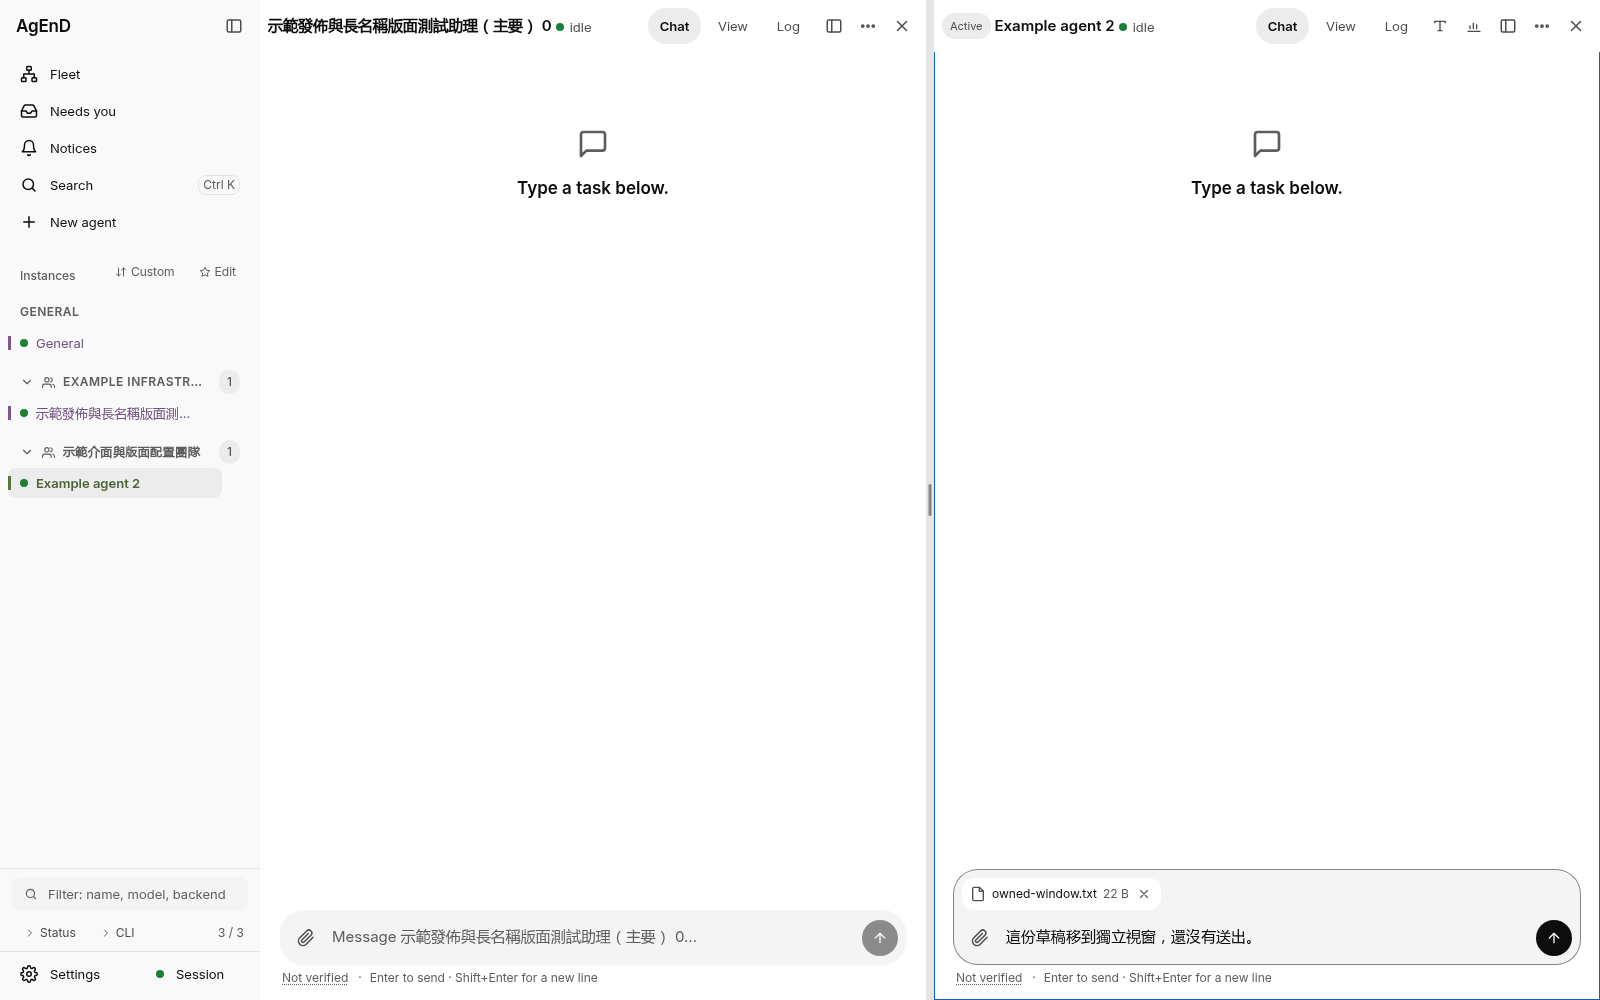 AgEnD
Fleet
Needs you
Notices
Search Ctrl K
New agent
Instances Custom Edit
GENERAL
General
EXAMPLE INFRASTR... 1
示範發佈與長名稱版面測...
示範介面與版面配置團隊 1
Example agent 2
Filter: name, model, backend
Status CLI 3 / 3
Settings Session
示範發佈與長名稱版面測試助理（主要）0 idle Chat View Log
Type a task below.
Message 示範發佈與長名稱版面測試助理（主要）0...
Not verified · Enter to send · Shift+Enter for a new line
Active Example agent 2 idle Chat View Log
Type a task below.
owned-window.txt 22 B
這份草稿移到獨立視窗，還沒有送出。
Not verified · Enter to send · Shift+Enter for a new line